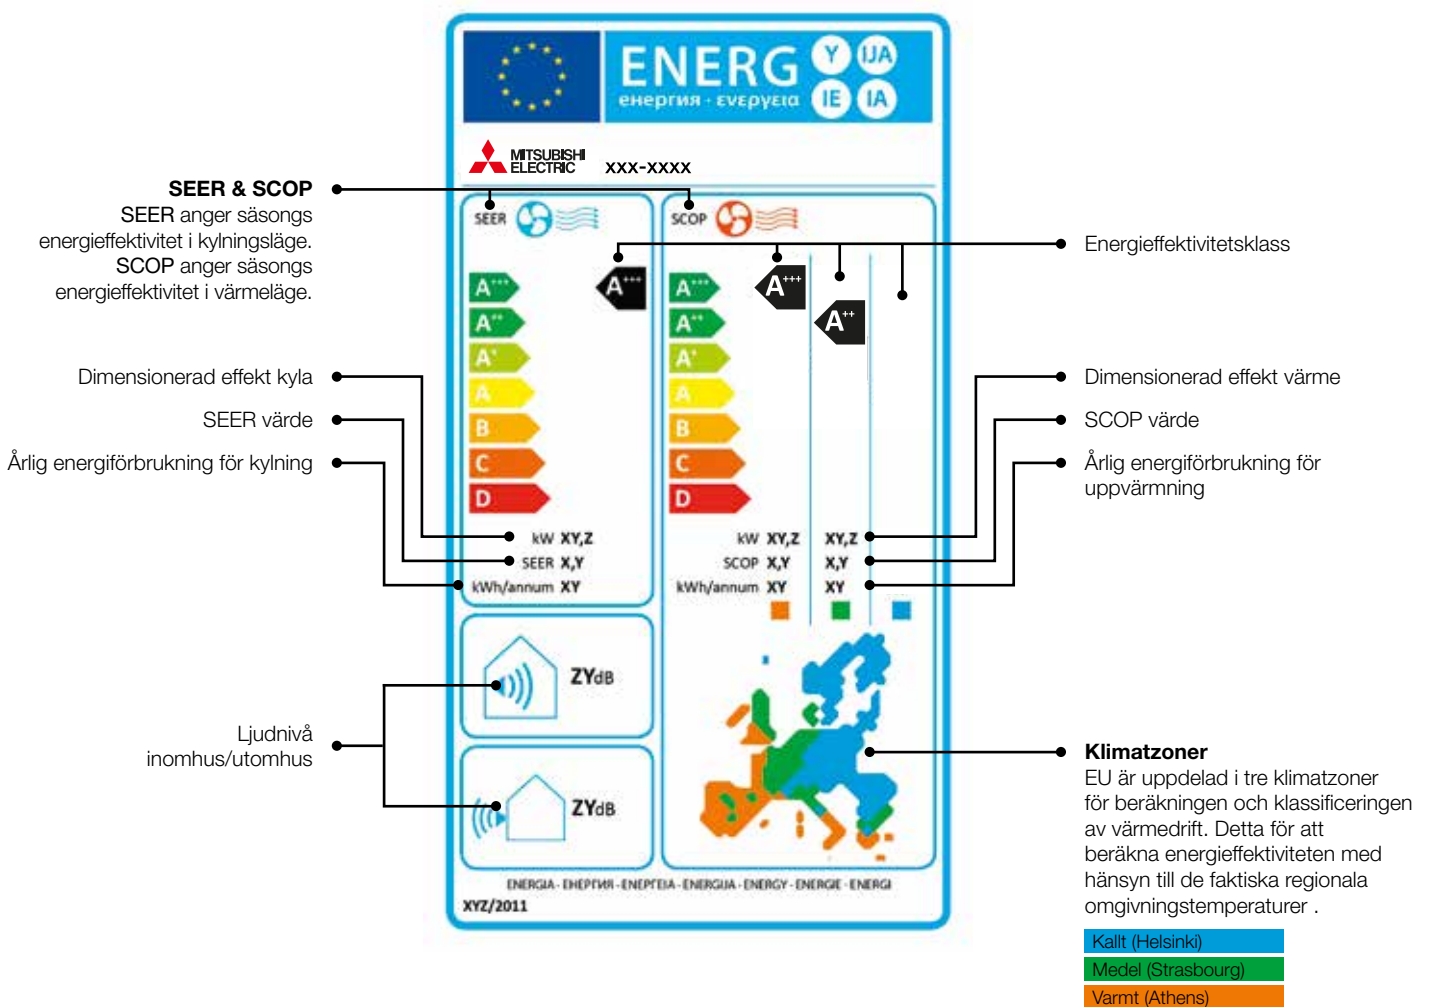 ENERG Y IJA
енергия · ενεργεια IE IA
MITSUBISHI
ELECTRIC
XXX-XXXX
SEER & SCOP
SEER anger säsongs
energieffektivitet i kylningsläge.
SCOP anger säsongs
energieffektivitet i värmeläge.
Dimensionerad effekt kyla
SEER värde
Årlig energiförbrukning för kylning
Ljudnivå
inomhus/utomhus
SEER
A+++
A+++
A++
A+
A
B
C
D
kW XY,Z
SEER X,Y
kWh/annum XY
SCOP
A+++
A+++
A++
A++
A+
A
B
C
D
kW XY,Z XY,Z
SCOP X,Y X,Y
kWh/annum XY XY
ZYdB
ZYdB
ENERGIA - ЕНЕРГИЯ - ΕΝΕΡΓΕΙΑ - ENERGIJA - ENERGY - ENERGIE - ENERGI
XYZ/2011
Energieffektivitetsklass
Dimensionerad effekt värme
SCOP värde
Årlig energiförbrukning för
uppvärmning
Klimatzoner
EU är uppdelad i tre klimatzoner
för beräkningen och klassificeringen
av värmedrift. Detta för att
beräkna energieffektiviteten med
hänsyn till de faktiska regionala
omgivningstemperaturer .
Kallt (Helsinki)
Medel (Strasbourg)
Varmt (Athens)